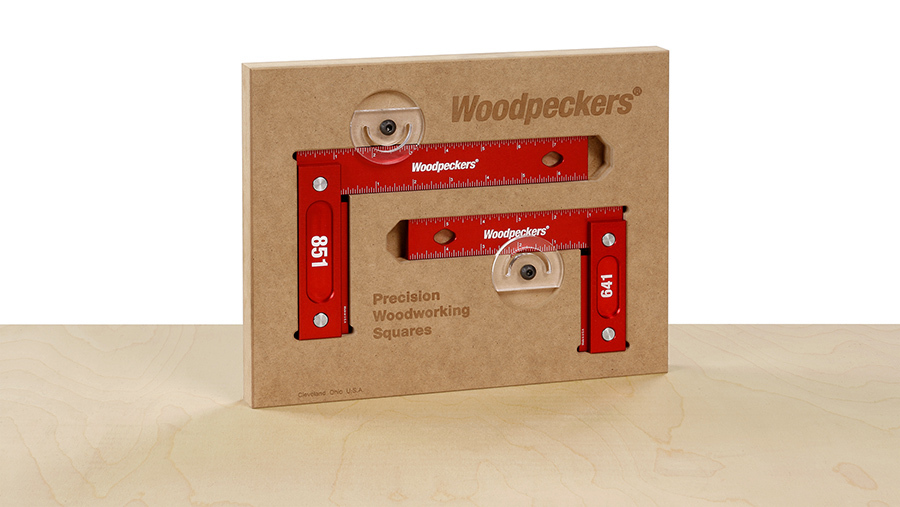 Woodpeckers®
Woodpeckers®
851
Woodpeckers®
641
Precision
Woodworking
Squares
Cleveland, Ohio U.S.A.